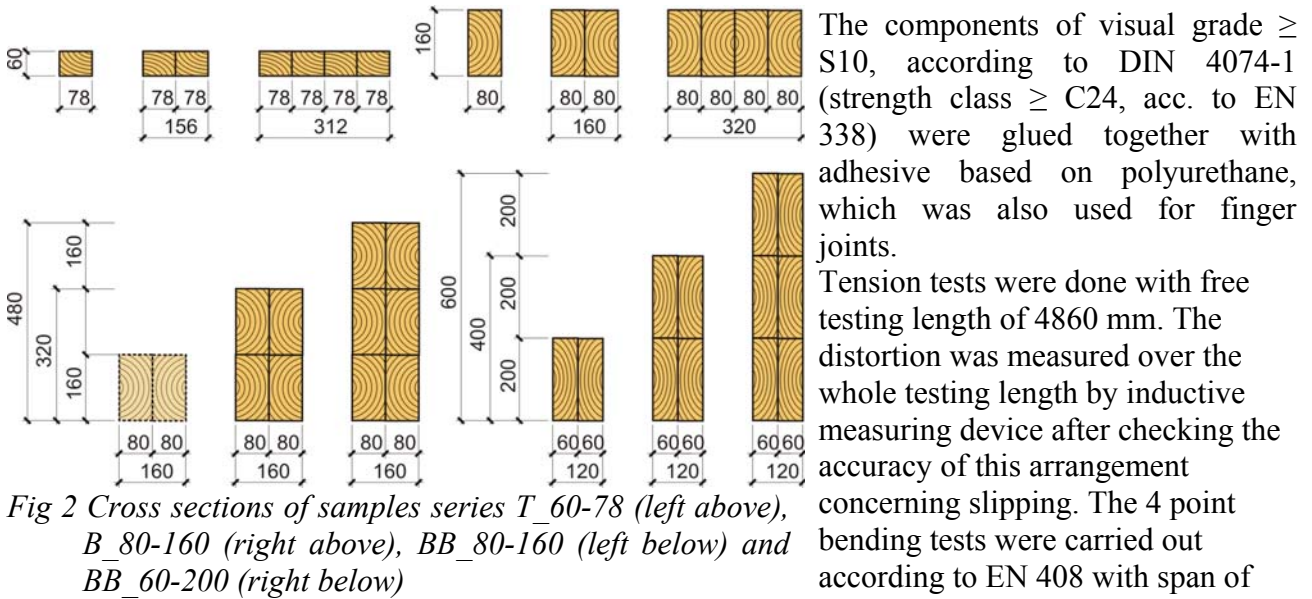 60
78
78 78
156
78 78 78 78
312
160
80
80 80
160
80 80 80 80
320
480
320
160
160
80 80
160
80 80
160
80 80
160
600
400
200
200
200
60 60
120
60 60
120
60 60
120
Fig 2 Cross sections of samples series T_60-78 (left above),
B_80-160 (right above), BB_80-160 (left below) and
BB_60-200 (right below)
The components of visual grade ≥
S10, according to DIN 4074-1
(strength class ≥ C24, acc. to EN
338) were glued together with
adhesive based on polyurethane,
which was also used for finger
joints.
Tension tests were done with free
testing length of 4860 mm. The
distortion was measured over the
whole testing length by inductive
measuring device after checking the
accuracy of this arrangement
concerning slipping. The 4 point
bending tests were carried out
according to EN 408 with span of